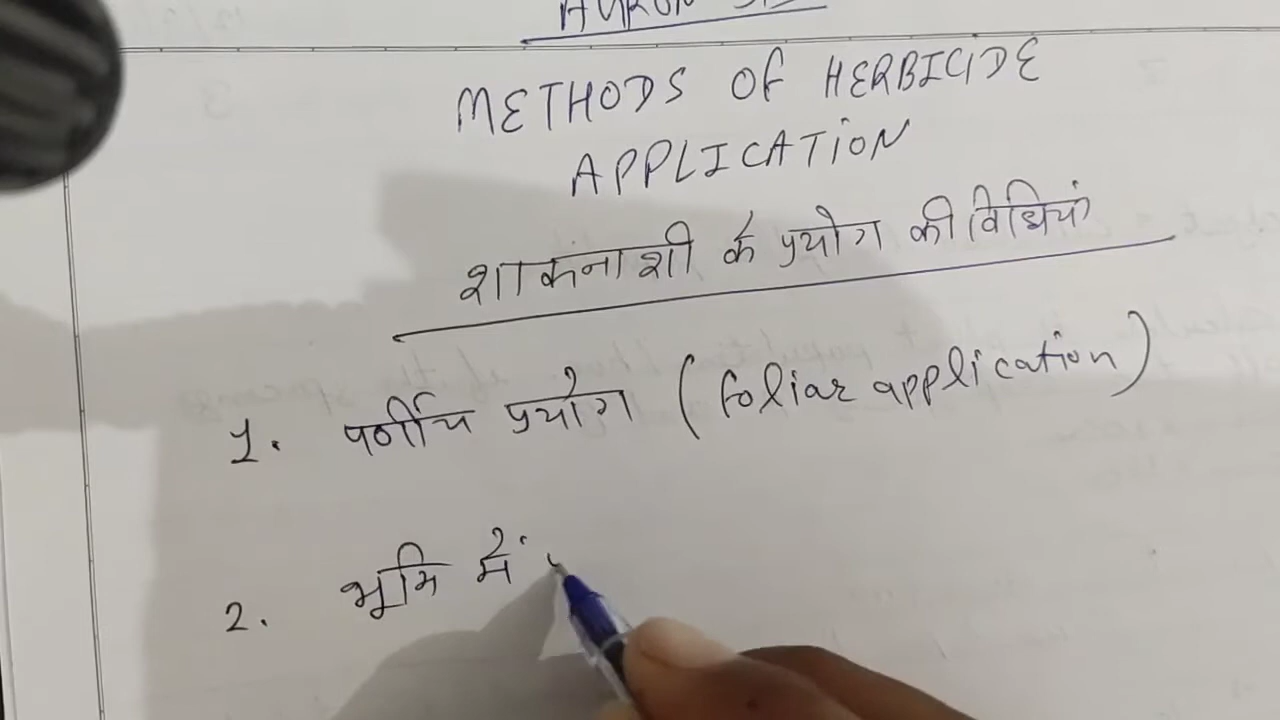 METHODS OF HERBICIDE
APPLICATION
शाकनाशी के प्रयोग की विधियां
1. पर्णीय प्रयोग (foliar application)
2. भूमि में